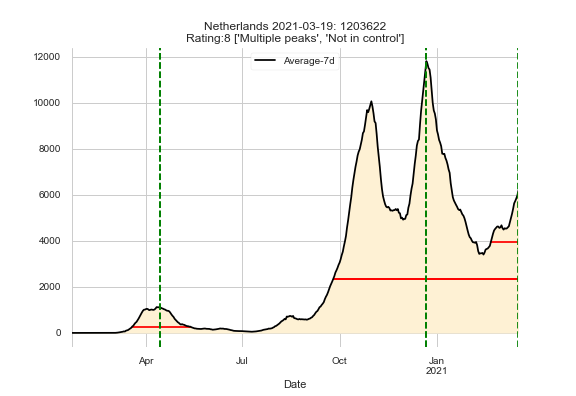 Netherlands 2021-03-19: 1203622
Rating:8 ['Multiple peaks', 'Not in control']
Average-7d
12000
10000
8000
6000
4000
2000
0
Apr
Jul
Oct
Jan
2021
Date